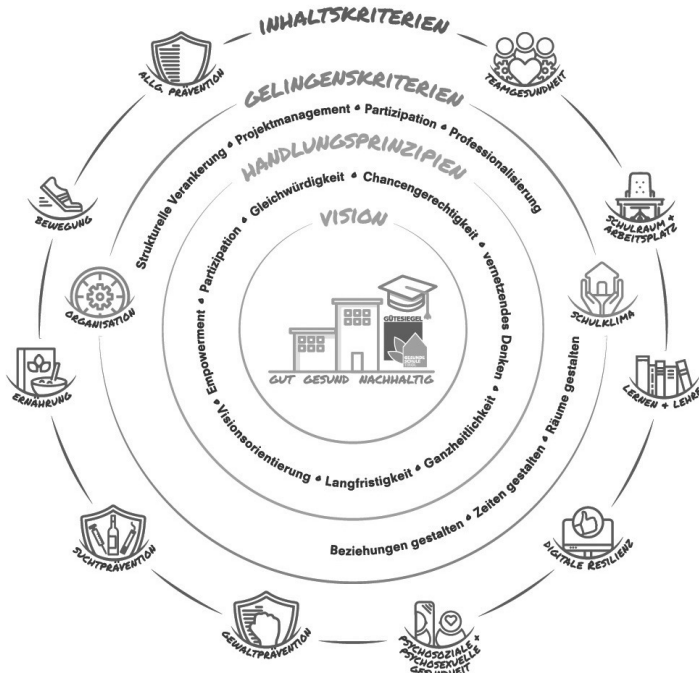 INHALTSKRITERIEN
ALLG. PRÄVENTION
TEAMGESUNDHEIT
SCHULRAUM +
ARBEITSPLATZ
LERNEN + LEHRE
DIGITALE RESILIENZ
PSYCHOSOZIALE +
PSYCHOSEXUELLE
GESUNDHEIT
GEWALTPRÄVENTION
SUCHTPRÄVENTION
ERNÄHRUNG
BEWEGUNG
GELINGENSKRITERIEN
Strukturelle Verankerung • Projektmanagement • Partizipation • Professionalisierung
ORGANISATION
SCHULKLIMA
Beziehungen gestalten • Zeiten gestalten • Räume gestalten
HANDLUNGSPRINZIPIEN
Empowerment • Partizipation • Gleichwürdigkeit • Chancengerechtigkeit • vernetzendes Denken •
Visionsorientierung • Langfristigkeit • Ganzheitlichkeit
VISION
GÜTESIEGEL
GESUNDE
SCHULE
GUT GESUND NACHHALTIG